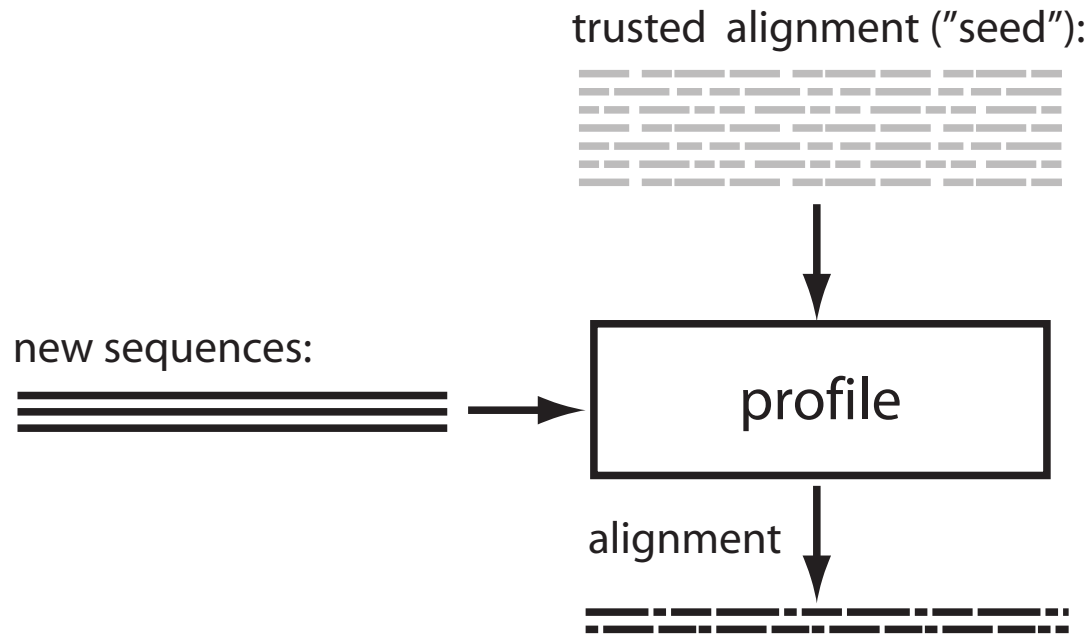 trusted alignment ("seed"):
new sequences:
profile
alignment